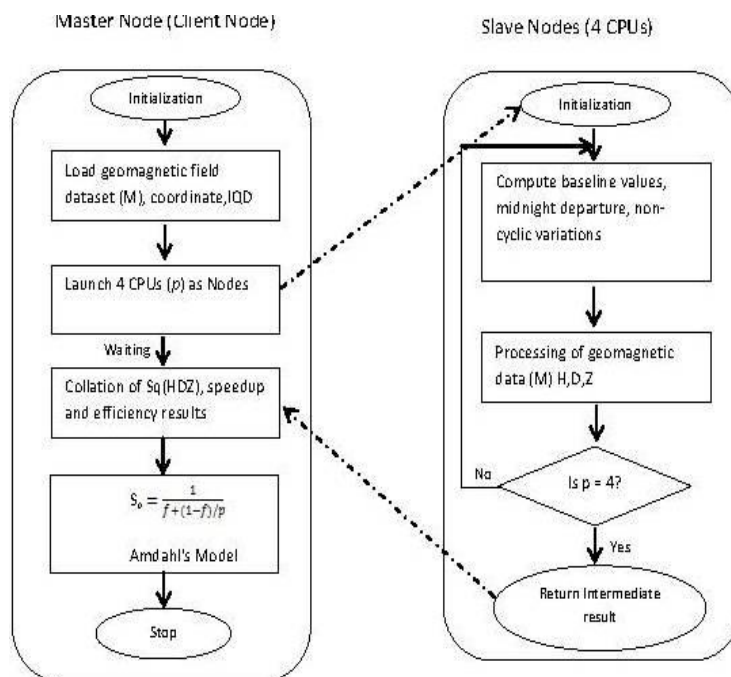 Master Node (Client Node)
Initialization
Load geomagnetic field
dataset (M), coordinate,IQD
Launch 4 CPUs (p) as Nodes
Waiting
Collation of Sq(HDZ), speedup
and efficiency results
Sₚ = 1 / f+(1−f)/p
Amdahl's Model
Stop
Slave Nodes (4 CPUs)
Initialization
Compute baseline values,
midnight departure, non-
cyclic variations
Processing of geomagnetic
data (M) H,D,Z
Is p = 4?
No
Yes
Return Intermediate
result